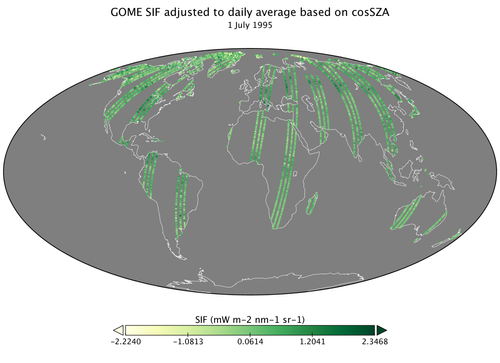 GOME SIF adjusted to daily average based on cosSZA
1 July 1995
SIF (mW m-2 nm-1 sr-1)
-2.2240 -1.0813 0.0614 1.2041 2.3468